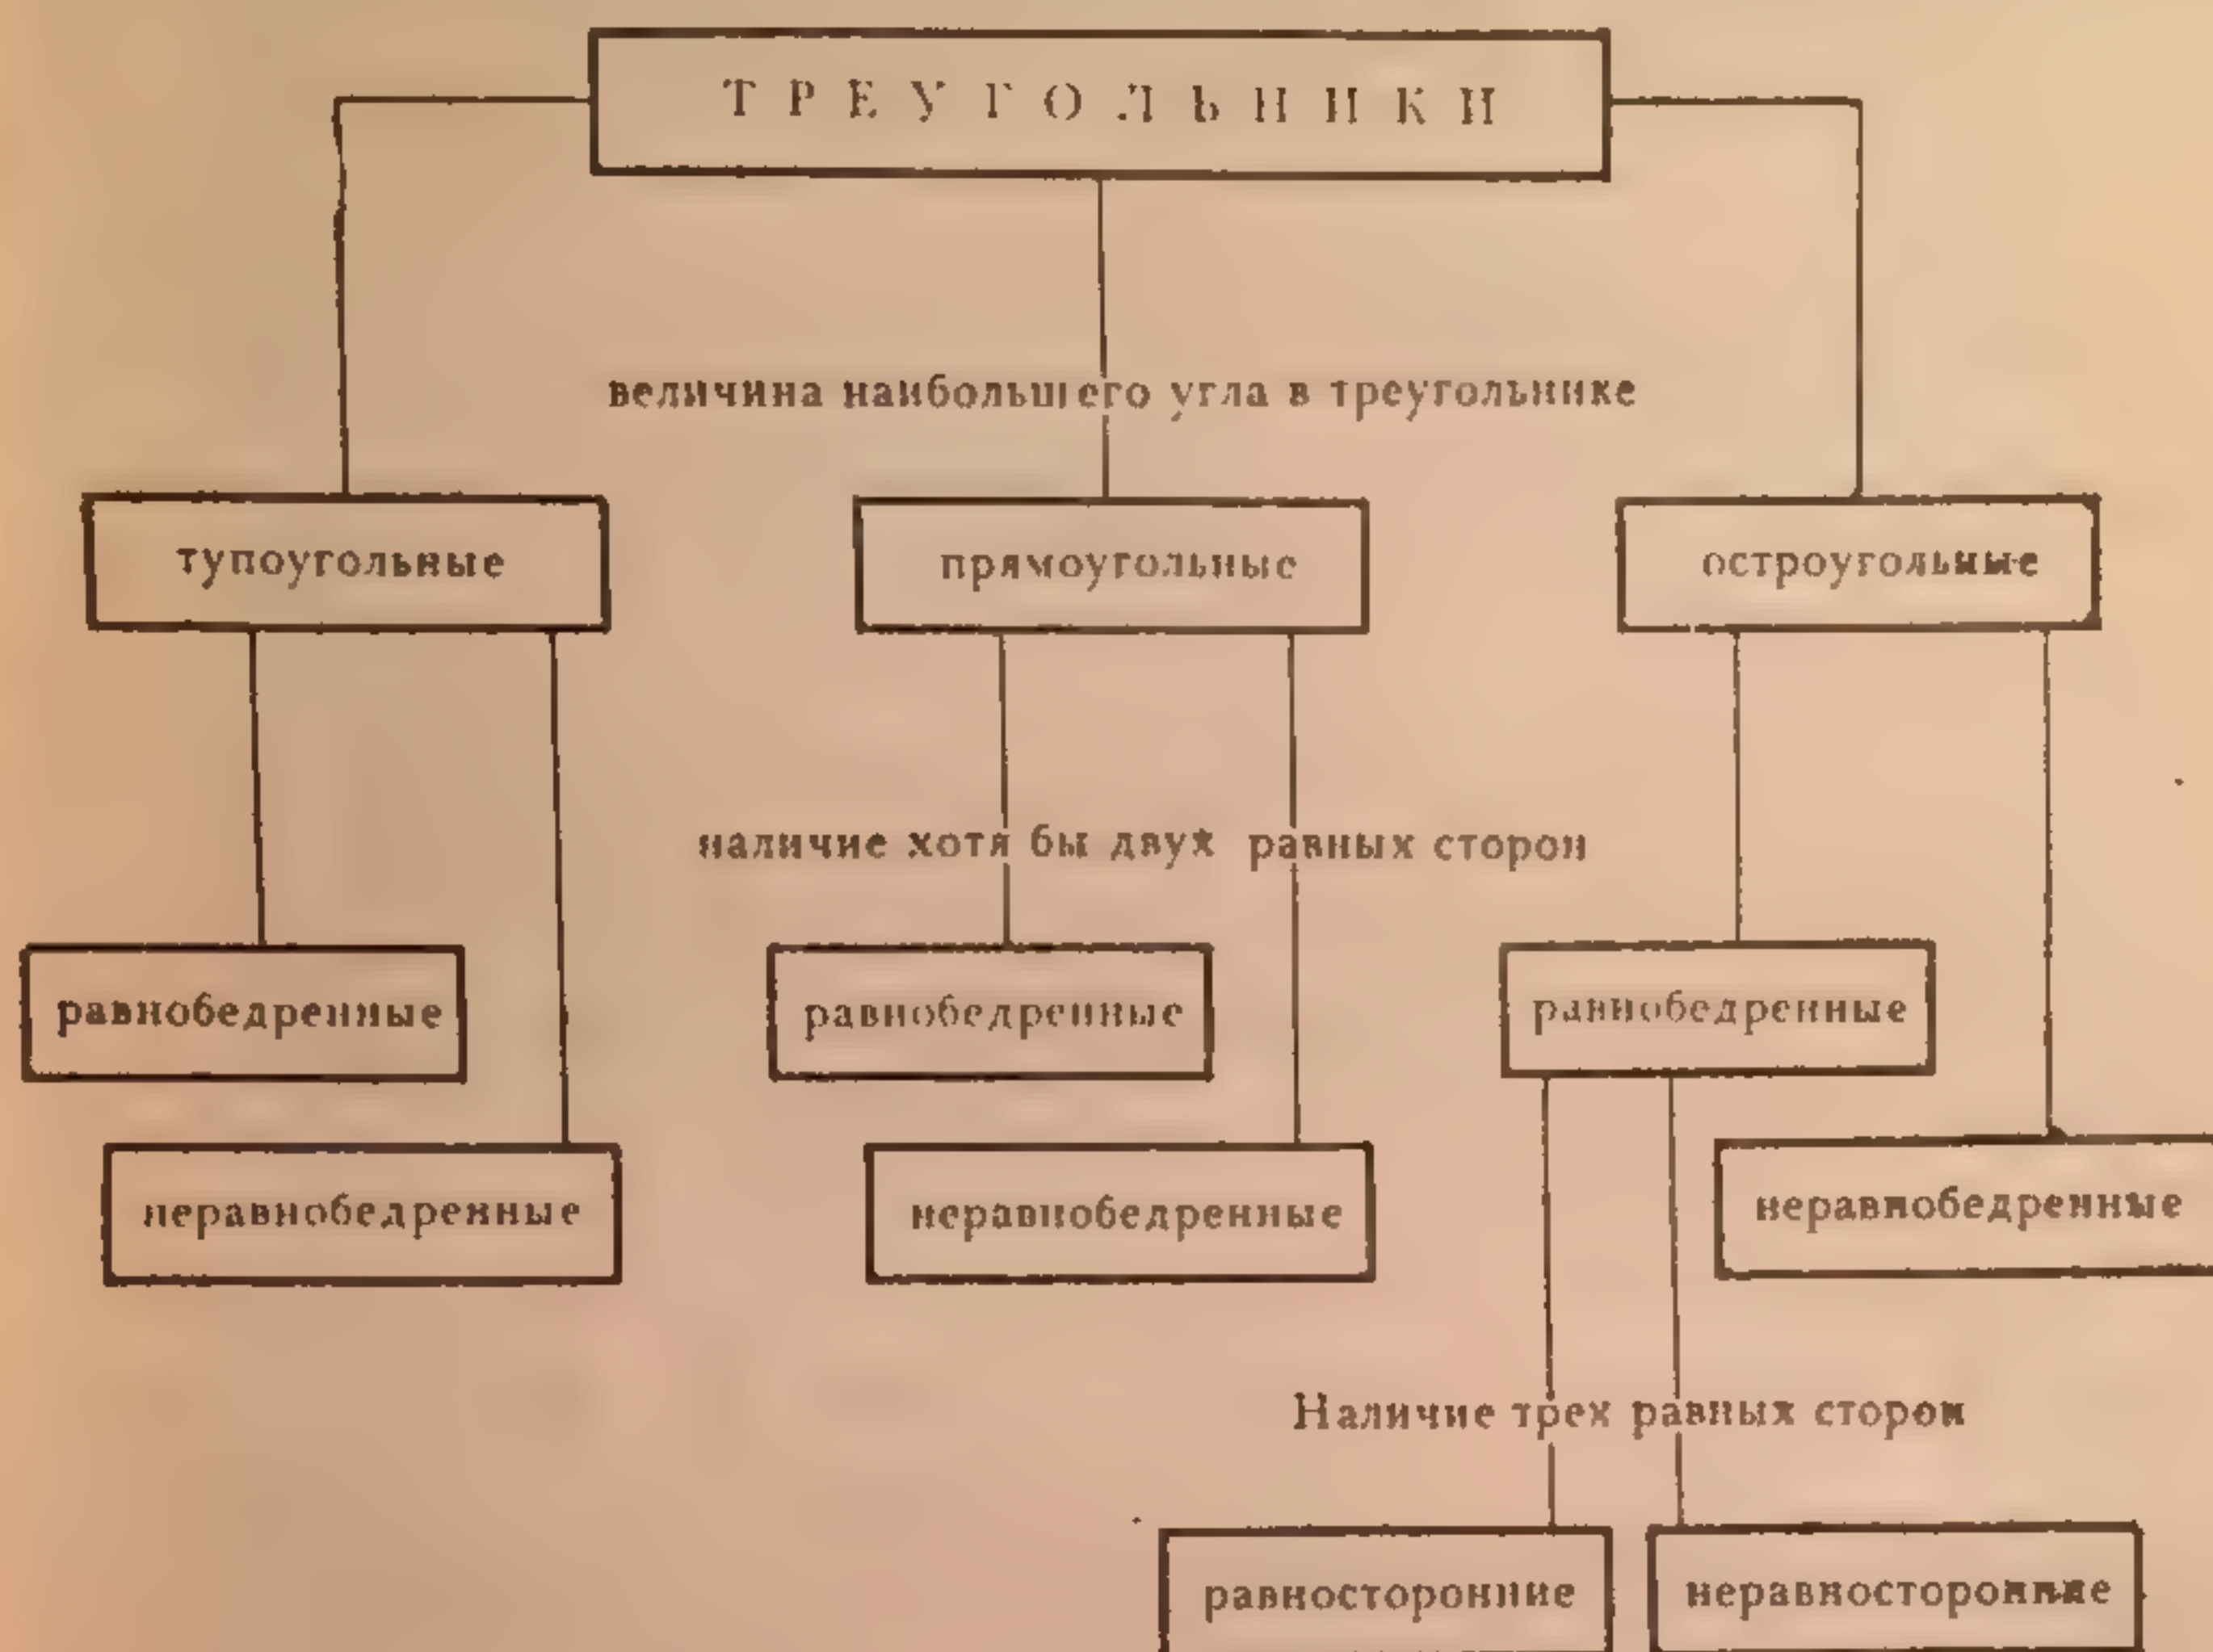 ТРЕУГОЛЬНИКИ
величина наибольшего угла в треугольнике
тупоугольные
прямоугольные
остроугольные
наличие хотя бы двух равных сторон
равнобедренные
равнобедренные
равнобедренные
неравнобедренные
неравнобедренные
неравнобедренные
Наличие трех равных сторон
равносторонние
неравносторонние